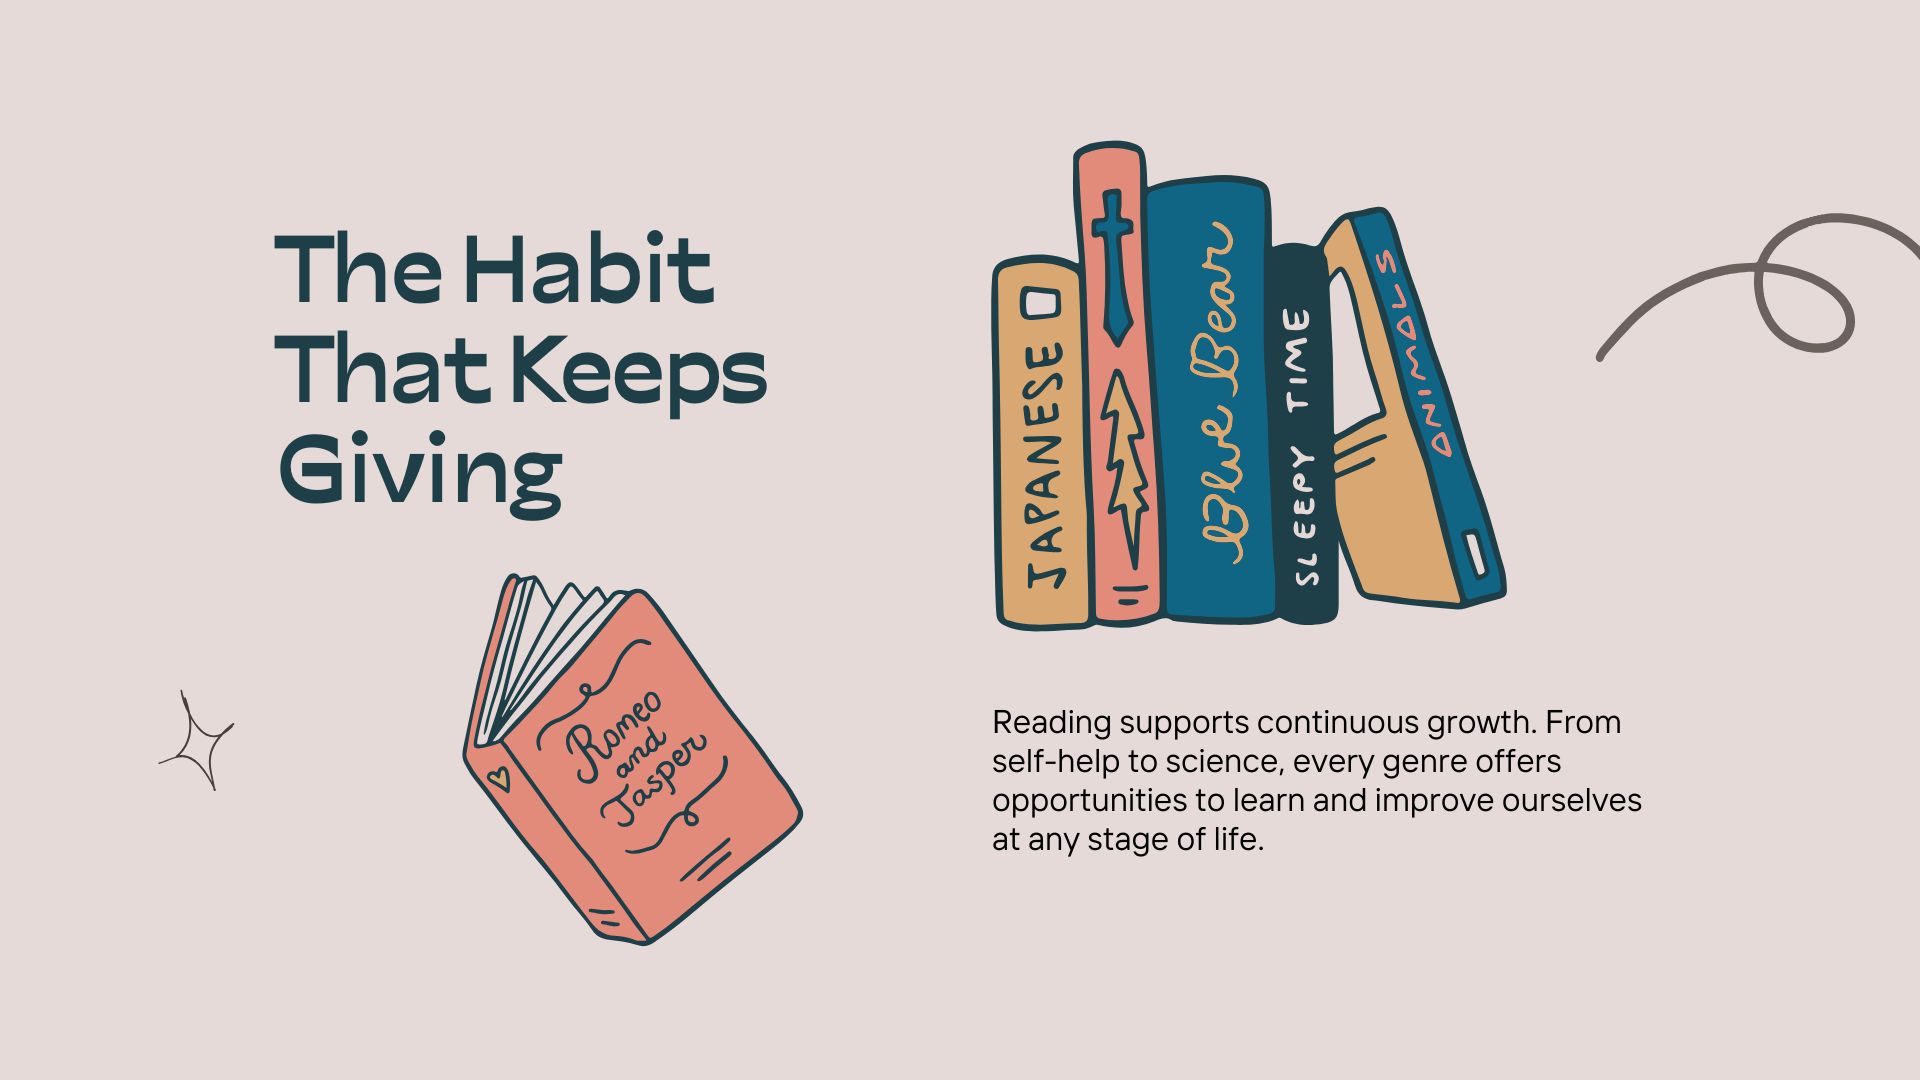 The Habit
That Keeps
Giving
JAPANESE
Blue Bear
SLEEPY TIME
ANIMALS
Romeo
and
Jasper
Reading supports continuous growth. From
self-help to science, every genre offers
opportunities to learn and improve ourselves
at any stage of life.